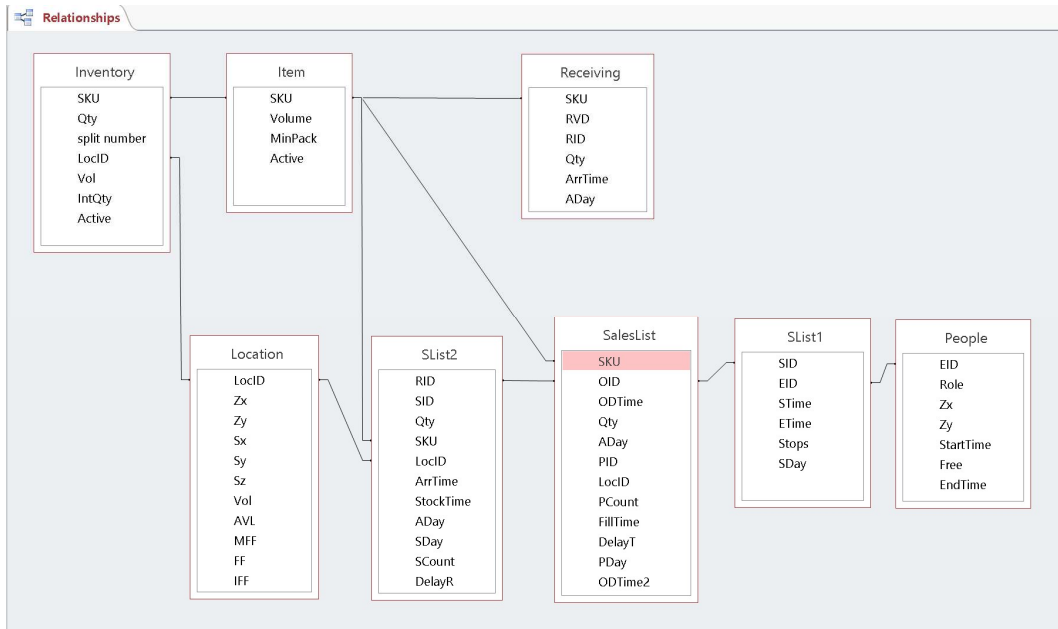 Relationships
Inventory
SKU
Qty
split number
LocID
Vol
IntQty
Active
Item
SKU
Volume
MinPack
Active
Receiving
SKU
RVD
RID
Qty
ArrTime
ADay
Location
LocID
Zx
Zy
Sx
Sy
Sz
Vol
AVL
MFF
FF
IFF
SList2
RID
SID
Qty
SKU
LocID
ArrTime
StockTime
ADay
SDay
SCount
DelayR
SalesList
SKU
OID
ODTime
Qty
ADay
PID
LocID
PCount
FillTime
DelayT
PDay
ODTime2
SList1
SID
EID
STime
ETime
Stops
SDay
People
EID
Role
Zx
Zy
StartTime
Free
EndTime